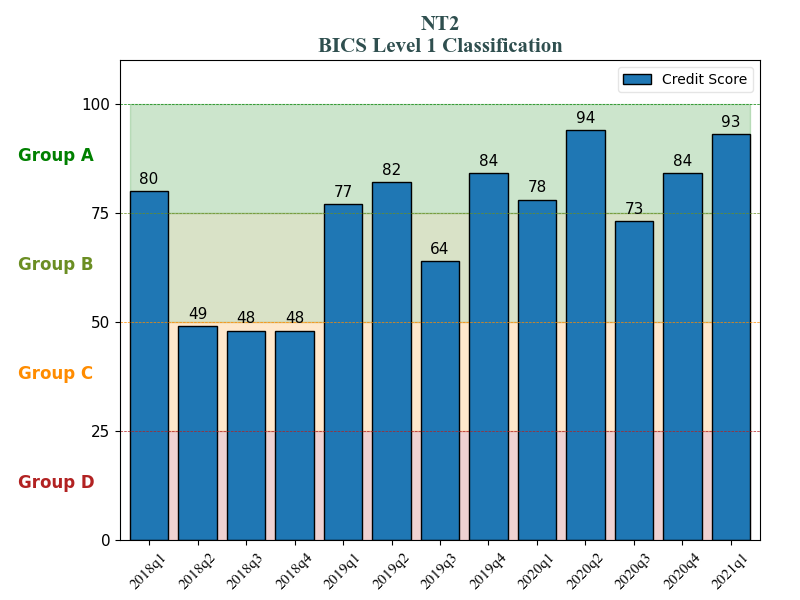 NT2
BICS Level 1 Classification
Credit Score
100
Group A
75
Group B
50
Group C
25
Group D
0
80
49
48
48
77
82
64
84
78
94
73
84
93
2018q1
2018q2
2018q3
2018q4
2019q1
2019q2
2019q3
2019q4
2020q1
2020q2
2020q3
2020q4
2021q1